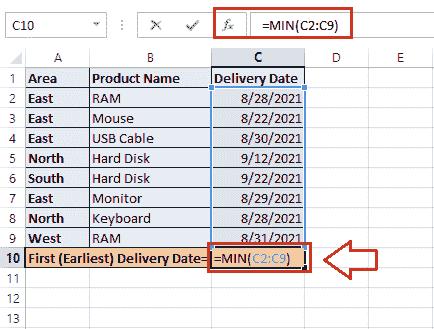 C10 fx =MIN(C2:C9)
A B C D E
1 Area Product Name Delivery Date
2 East RAM 8/28/2021
3 East Mouse 8/22/2021
4 East USB Cable 8/30/2021
5 North Hard Disk 9/12/2021
6 South Hard Disk 9/22/2021
7 East Monitor 8/29/2021
8 North Keyboard 8/28/2021
9 West RAM 8/31/2021
10 First (Earliest) Delivery Date= =MIN(C2:C9)
11
12
13